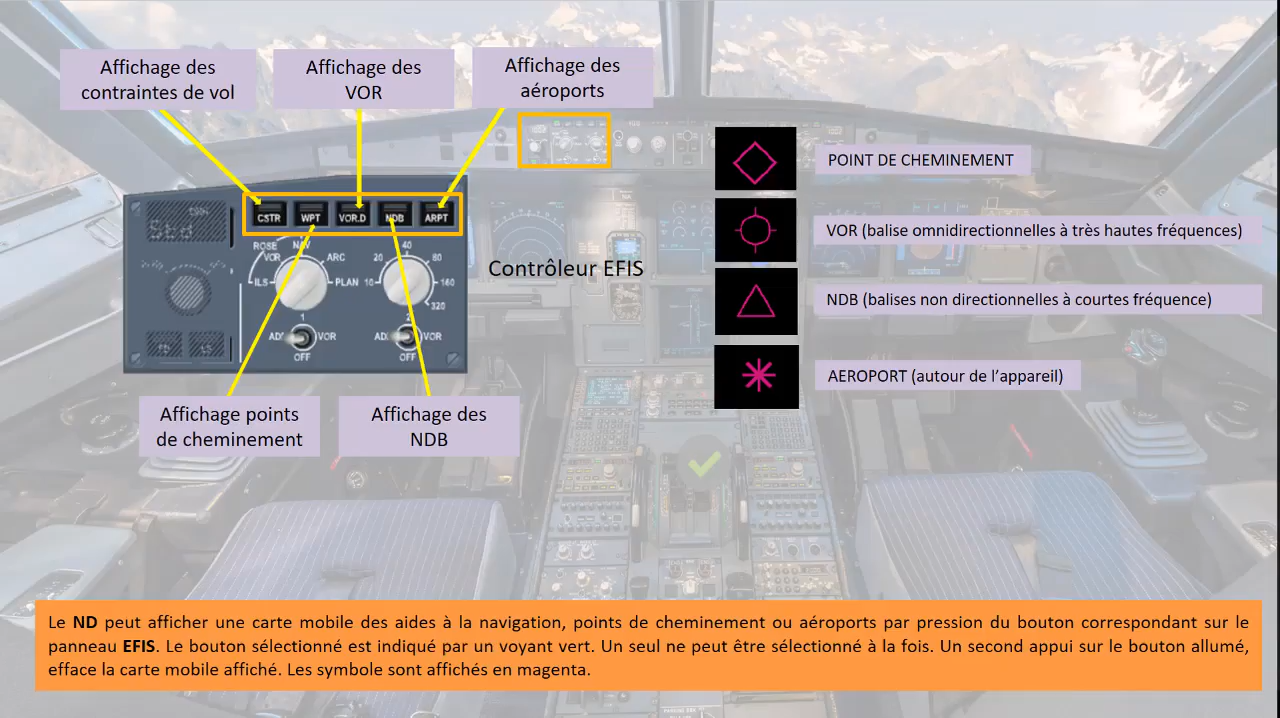 Affichage des
contraintes de vol
Affichage des
VOR
Affichage des
aéroports
CSTR
WPT
VOR.D
NDB
ARPT
ROSE
VOR
NAV
ARC
ILS
PLAN
40
20
80
10
160
320
1
2
ADF
VOR
OFF
VOR
OFF
Contrôleur EFIS
POINT DE CHEMINEMENT
VOR (balise omnidirectionnelles à très hautes fréquences)
NDB (balises non directionnelles à courtes fréquence)
AEROPORT (autour de l’appareil)
Affichage points
de cheminement
Affichage des
NDB
Le ND peut afficher une carte mobile des aides à la navigation, points de cheminement ou aéroports par pression du bouton correspondant sur le
panneau EFIS. Le bouton sélectionné est indiqué par un voyant vert. Un seul ne peut être sélectionné à la fois. Un second appui sur le bouton allumé,
efface la carte mobile affiché. Les symbole sont affichés en magenta.